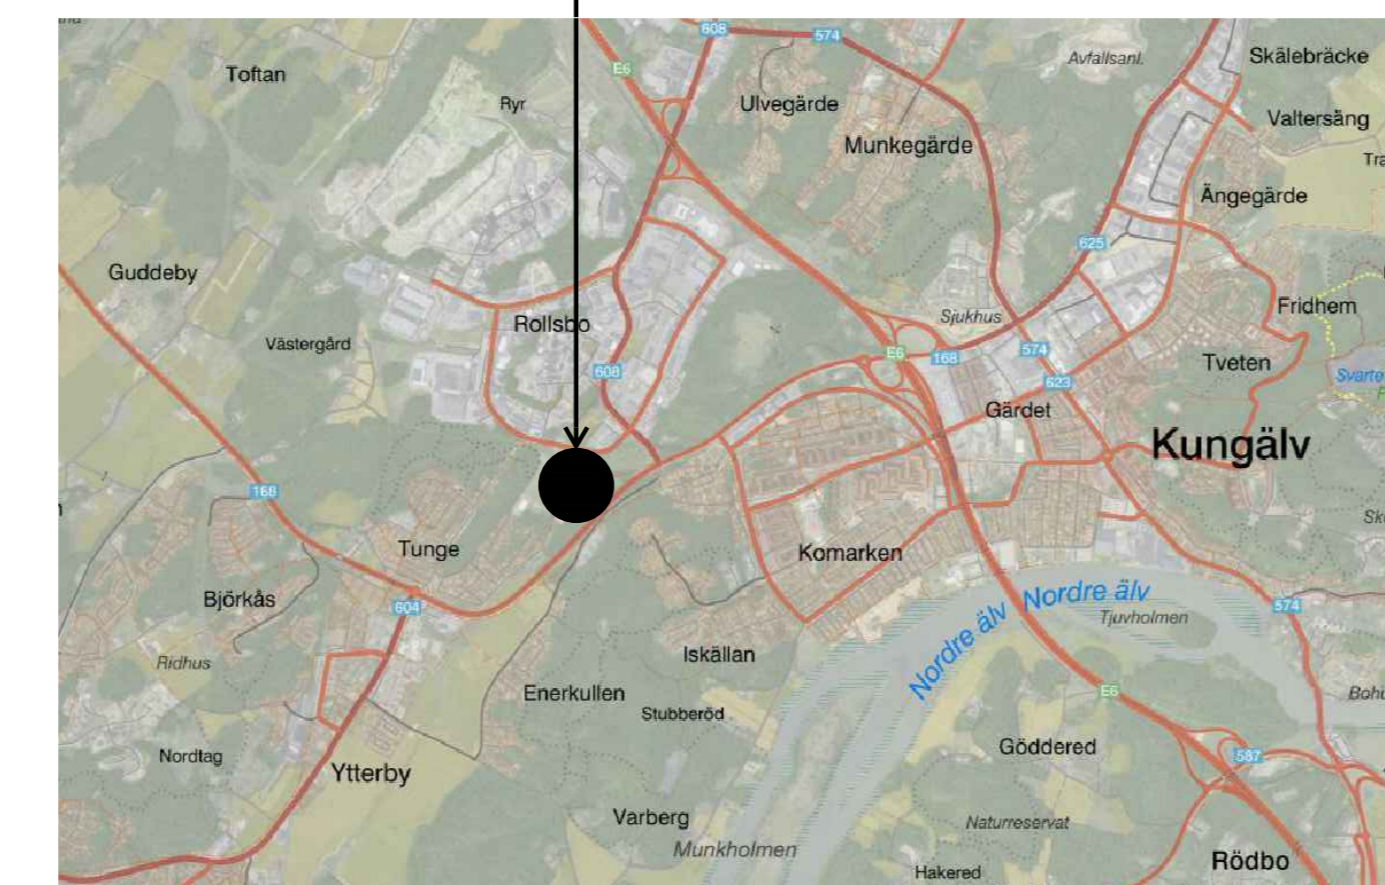 608
574
Avfallsanl.
Skälebräcke
Toftan
E6
Ryr
Ulvegärde
Valtersäng
Munkegärde
Ängegärde
625
Guddeby
Fridhem
Rollsbo
Sjukhus
Västergård
E6
168
574
Tveten
608
623
Gärdet
Kungälv
168
Tunge
Komarken
Björkås
604
Nordre älv
Nordre älv
Tjuvholmen
574
Ridhus
Iskällan
Enerkullen
Stubberöd
E6
Nordtag
Göddered
587
Ytterby
Varberg
Naturreservat
Munkholmen
Hakered
Rödbo